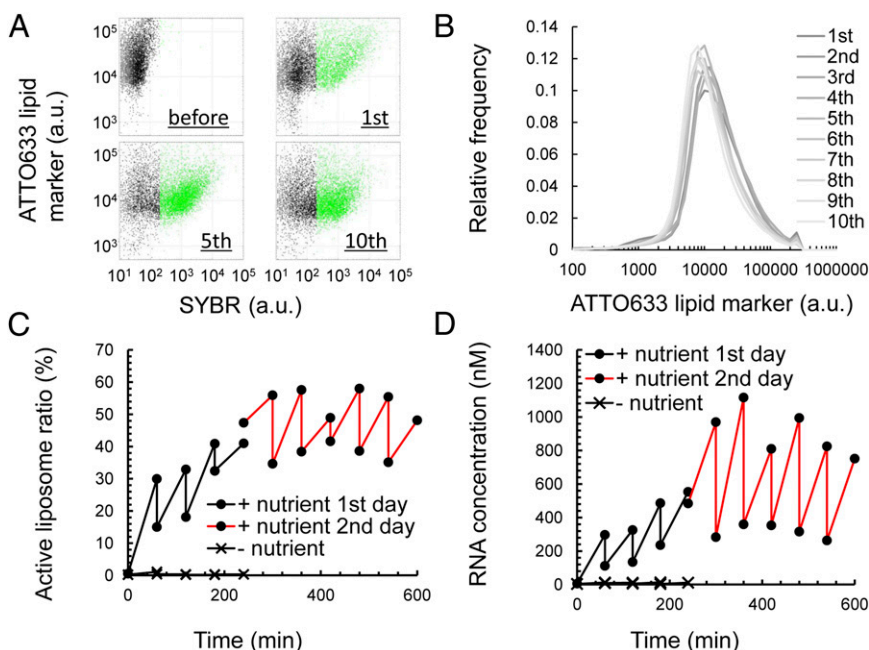 A
ATTO633 lipid
marker (a.u.)
10⁵
10⁴
10³
before
1st
10⁵
10⁴
10³
5th
10th
10¹ 10² 10³ 10⁴ 10⁵
10¹ 10² 10³ 10⁴ 10⁵
SYBR (a.u.)
B
Relative frequency
0.14
0.12
0.1
0.08
0.06
0.04
0.02
0
100 1000 10000 100000 1000000
ATTO633 lipid marker (a.u.)
1st
2nd
3rd
4th
5th
6th
7th
8th
9th
10th
C
Active liposome ratio (%)
70
60
50
40
30
20
10
0
0 200 400 600
Time (min)
+ nutrient 1st day
+ nutrient 2nd day
- nutrient
D
RNA concentration (nM)
1400
1200
1000
800
600
400
200
0
0 200 400 600
Time (min)
+ nutrient 1st day
+ nutrient 2nd day
- nutrient